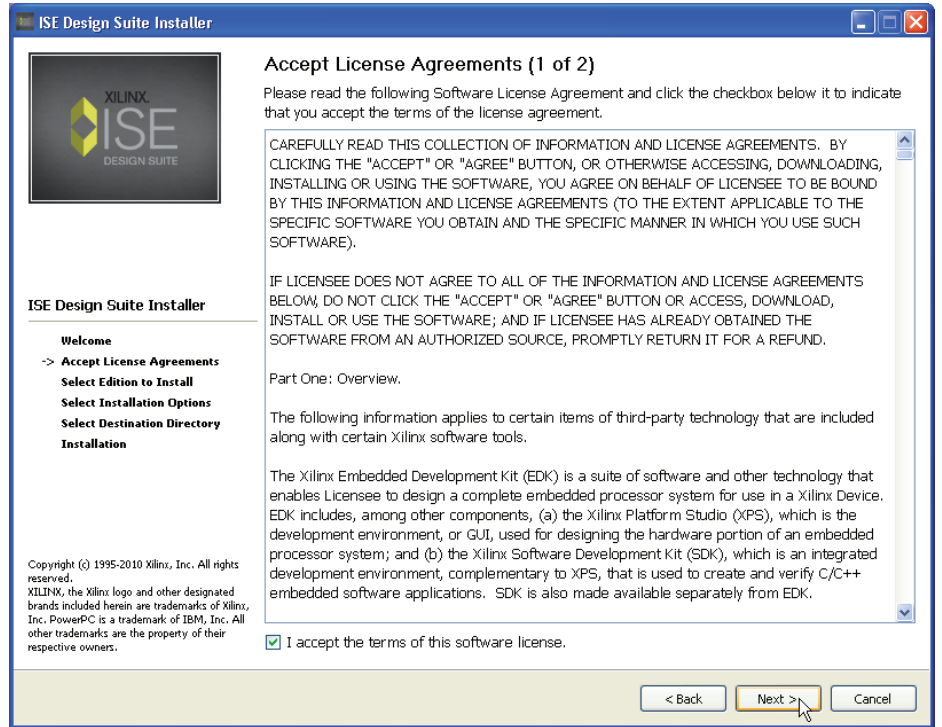 ISE Design Suite Installer
XILINX.
ISE
DESIGN SUITE
ISE Design Suite Installer
Welcome
-> Accept License Agreements
Select Edition to Install
Select Installation Options
Select Destination Directory
Installation
Copyright (c) 1995-2010 Xilinx, Inc. All rights
reserved.
XILINX, the Xilinx logo and other designated
brands included herein are trademarks of Xilinx,
Inc. PowerPC is a trademark of IBM, Inc. All
other trademarks are the property of their
respective owners.
Accept License Agreements (1 of 2)
Please read the following Software License Agreement and click the checkbox below it to indicate
that you accept the terms of the license agreement.
CAREFULLY READ THIS COLLECTION OF INFORMATION AND LICENSE AGREEMENTS. BY
CLICKING THE "ACCEPT" OR "AGREE" BUTTON, OR OTHERWISE ACCESSING, DOWNLOADING,
INSTALLING OR USING THE SOFTWARE, YOU AGREE ON BEHALF OF LICENSEE TO BE BOUND
BY THIS INFORMATION AND LICENSE AGREEMENTS (TO THE EXTENT APPLICABLE TO THE
SPECIFIC SOFTWARE YOU OBTAIN AND THE SPECIFIC MANNER IN WHICH YOU USE SUCH
SOFTWARE).
IF LICENSEE DOES NOT AGREE TO ALL OF THE INFORMATION AND LICENSE AGREEMENTS
BELOW, DO NOT CLICK THE "ACCEPT" OR "AGREE" BUTTON OR ACCESS, DOWNLOAD,
INSTALL OR USE THE SOFTWARE; AND IF LICENSEE HAS ALREADY OBTAINED THE
SOFTWARE FROM AN AUTHORIZED SOURCE, PROMPTLY RETURN IT FOR A REFUND.
Part One: Overview.
The following information applies to certain items of third-party technology that are included
along with certain Xilinx software tools.
The Xilinx Embedded Development Kit (EDK) is a suite of software and other technology that
enables Licensee to design a complete embedded processor system for use in a Xilinx Device.
EDK includes, among other components, (a) the Xilinx Platform Studio (XPS), which is the
development environment, or GUI, used for designing the hardware portion of an embedded
processor system; and (b) the Xilinx Software Development Kit (SDK), which is an integrated
development environment, complementary to XPS, that is used to create and verify C/C++
embedded software applications. SDK is also made available separately from EDK.
I accept the terms of this software license.
< Back
Next >
Cancel